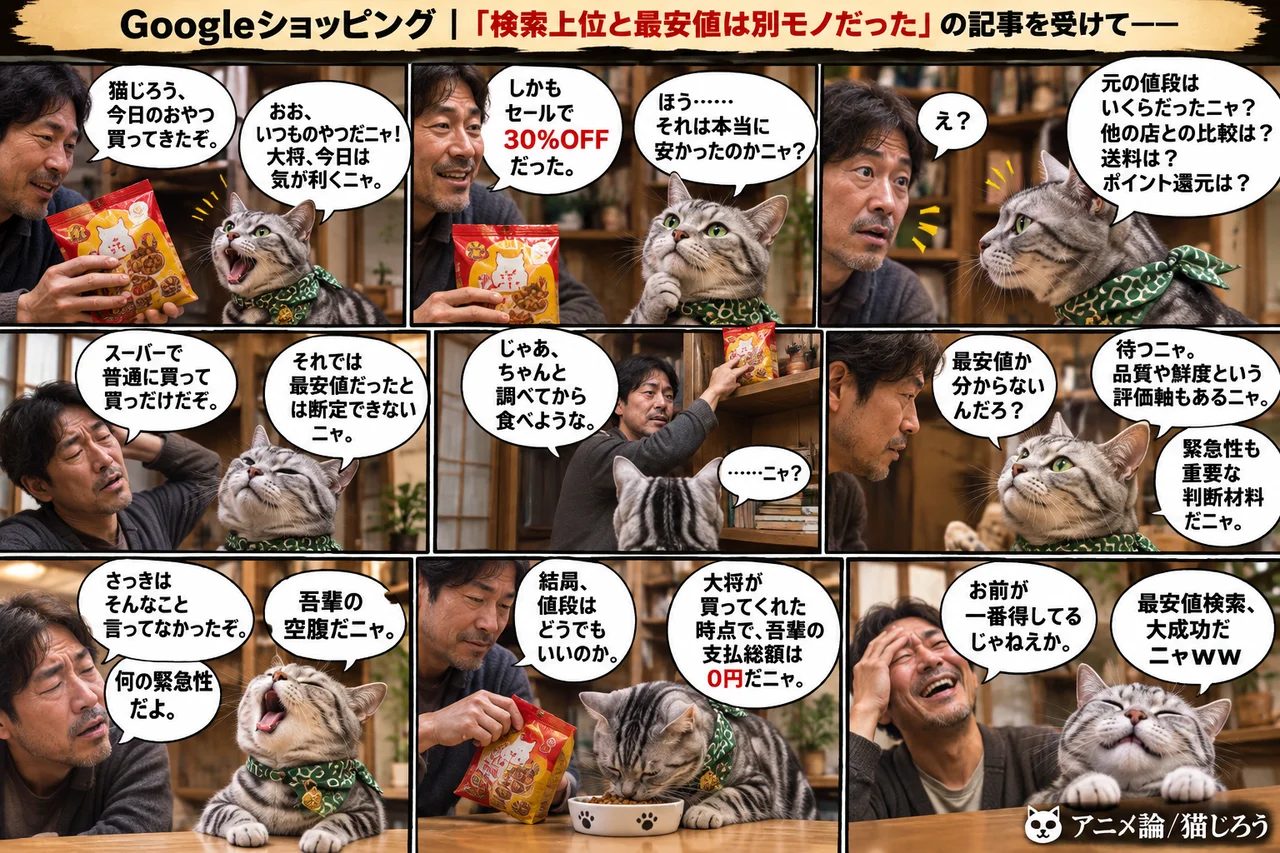 Googleショッピング｜「検索上位と最安値は別モノだった」の記事を受けて——
猫じろう、
今日のおやつ
買ってきたぞ。
おお、
いつものやつだニャ!
大将、今日は
気が利くニャ。
しかも
セールで
30%OFF
だった。
ほう……
それは本当に
安かったのかニャ?
え?
元の値段は
いくらだったニャ?
他の店との比較は?
送料は?
ポイント還元は?
スーパーで
普通に買って
買っだけだぞ。
それでは
最安値だったと
は断定できない
ニャ。
じゃあ、
ちゃんと
調べてから
食べような。
……ニャ?
最安値か
分からない
んだろ?
待つニャ。
品質や鮮度という
評価軸もあるニャ。
緊急性も
重要な
判断材料
だニャ。
さっきは
そんなこと
言ってなかったぞ。
何の緊急性
だよ。
吾輩の
空腹だニャ。
結局、
値段は
どうでも
いいのか。
大将が
買ってくれた
時点で、吾輩の
支払総額は
0円だニャ。
お前が
一番得してる
じゃねえか。
最安値検索、
大成功だ
ニャww
アニメ論/猫じろう